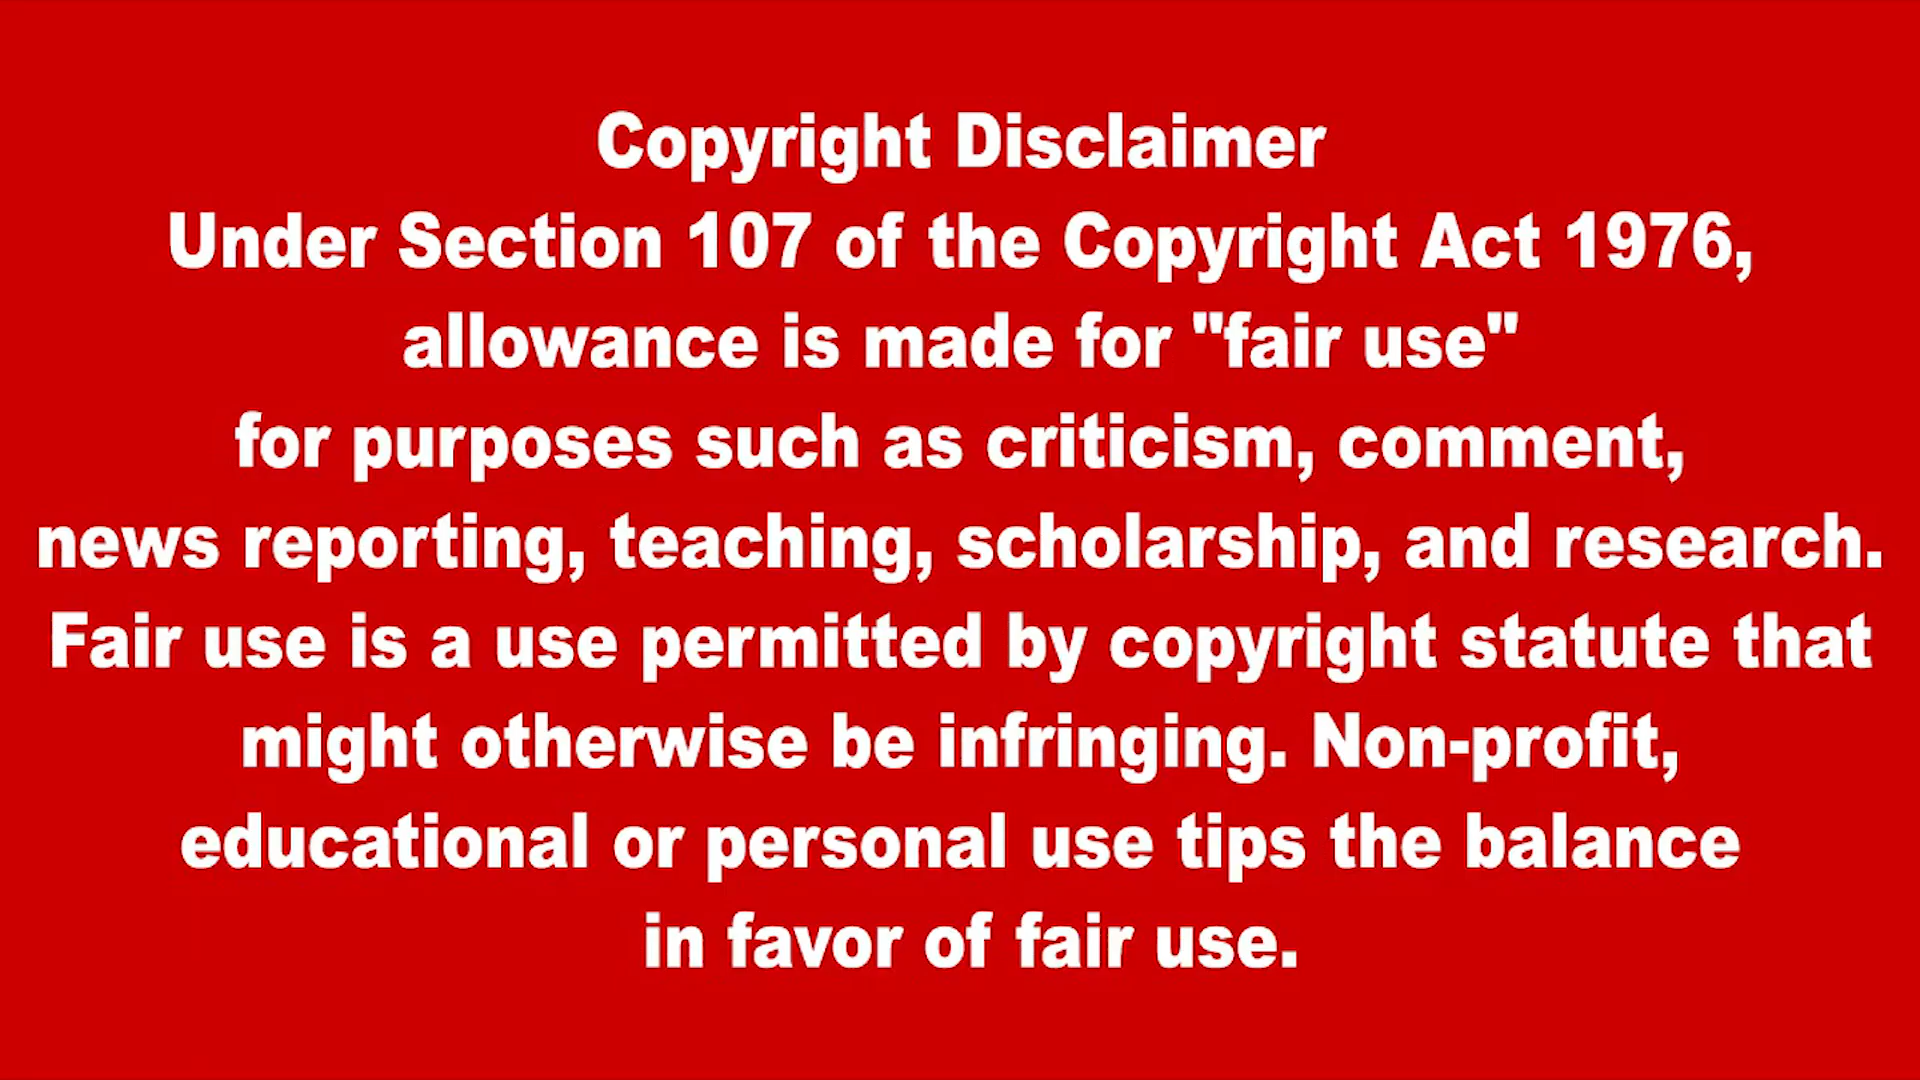 Copyright Disclaimer
Under Section 107 of the Copyright Act 1976,
allowance is made for "fair use"
for purposes such as criticism, comment,
news reporting, teaching, scholarship, and research.
Fair use is a use permitted by copyright statute that
might otherwise be infringing. Non-profit,
educational or personal use tips the balance
in favor of fair use.